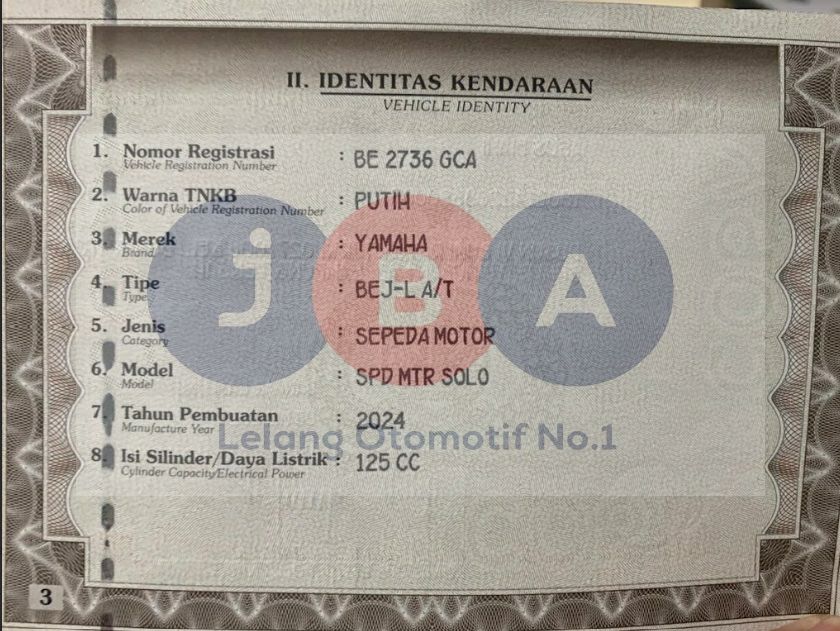 II. IDENTITAS KENDARAAN
VEHICLE IDENTITY
1. Nomor Registrasi : BE 2736 GCA
Vehicle Registration Number
2. Warna TNKB : PUTIH
Color of Vehicle Registration Number
3. Merek : YAMAHA
Brand
4. Tipe : BEJ-L A/T
Type
5. Jenis : SEPEDA MOTOR
Category
6. Model : SPD MTR SOLO
Model
7. Tahun Pembuatan : 2024
Manufacture Year
8. Isi Silinder/Daya Listrik : 125 CC
Cylinder Capacity/Electrical Power
jBA
Lelang Otomotif No.1
3